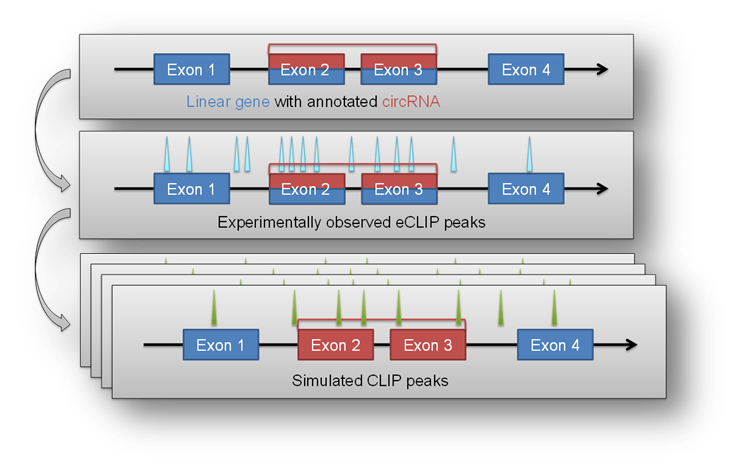 Exon 1 Exon 2 Exon 3 Exon 4
Linear gene with annotated circRNA
Exon 1 Exon 2 Exon 3 Exon 4
Experimentally observed eCLIP peaks
Exon 1 Exon 2 Exon 3 Exon 4
Simulated CLIP peaks